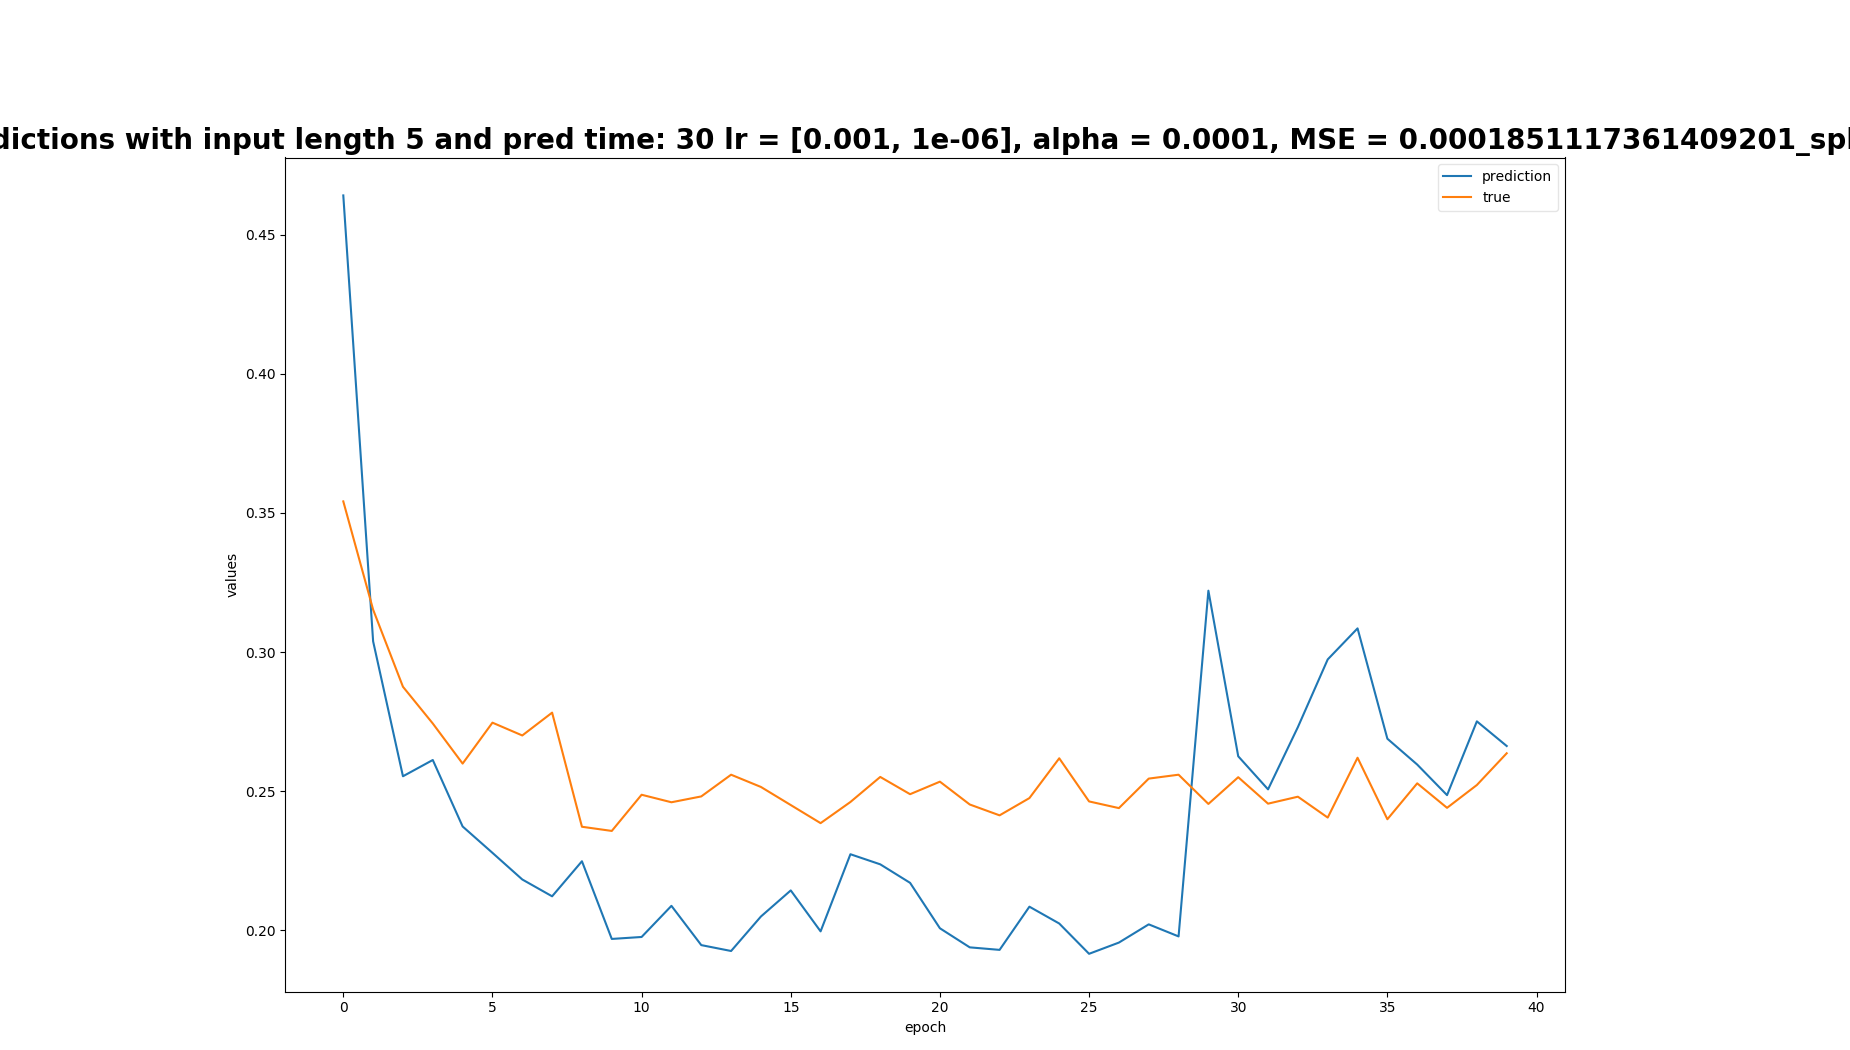 dictions with input length 5 and pred time: 30 lr = [0.001, 1e-06], alpha = 0.0001, MSE = 0.0001851117361409201_spl
prediction
true
0.45
0.40
0.35
0.30
0.25
0.20
values
0 5 10 15 20 25 30 35 40
epoch